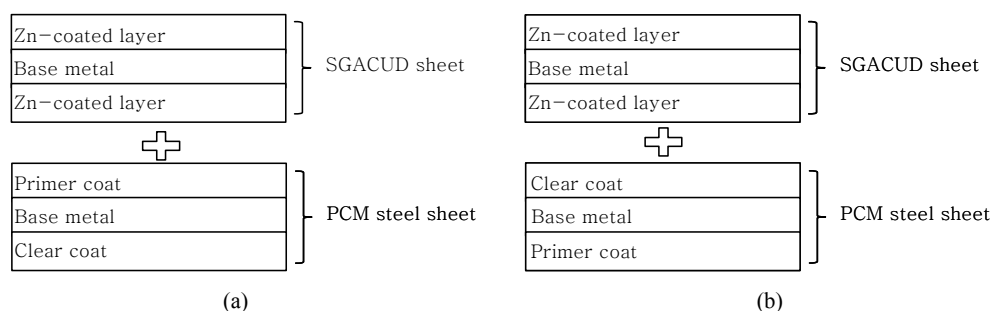 Zn-coated layer
Base metal
Zn-coated layer
SGACUD sheet
Primer coat
Base metal
Clear coat
PCM steel sheet
(a)
Zn-coated layer
Base metal
Zn-coated layer
SGACUD sheet
Clear coat
Base metal
Primer coat
PCM steel sheet
(b)